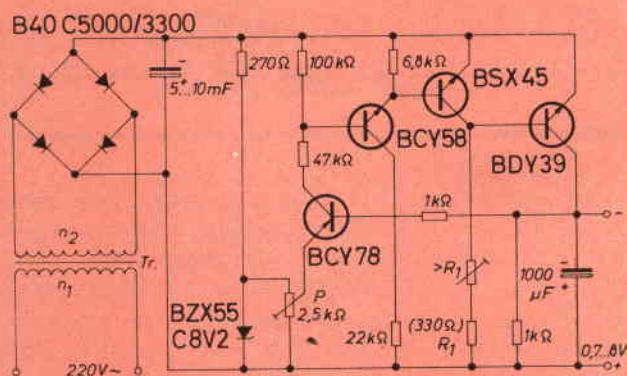 B40 C5000/3300
-
+
5...10mF
270Ω
100kΩ
6,8kΩ
BSX45
BCY58
BDY39
47kΩ
1kΩ
-
BCY78
n2
Tr.
n1
>R1
1000
µF
+
P
2,5kΩ
BZX55
C8V2
22kΩ
(330Ω)
R1
1kΩ
0,7...8V
220V~
+